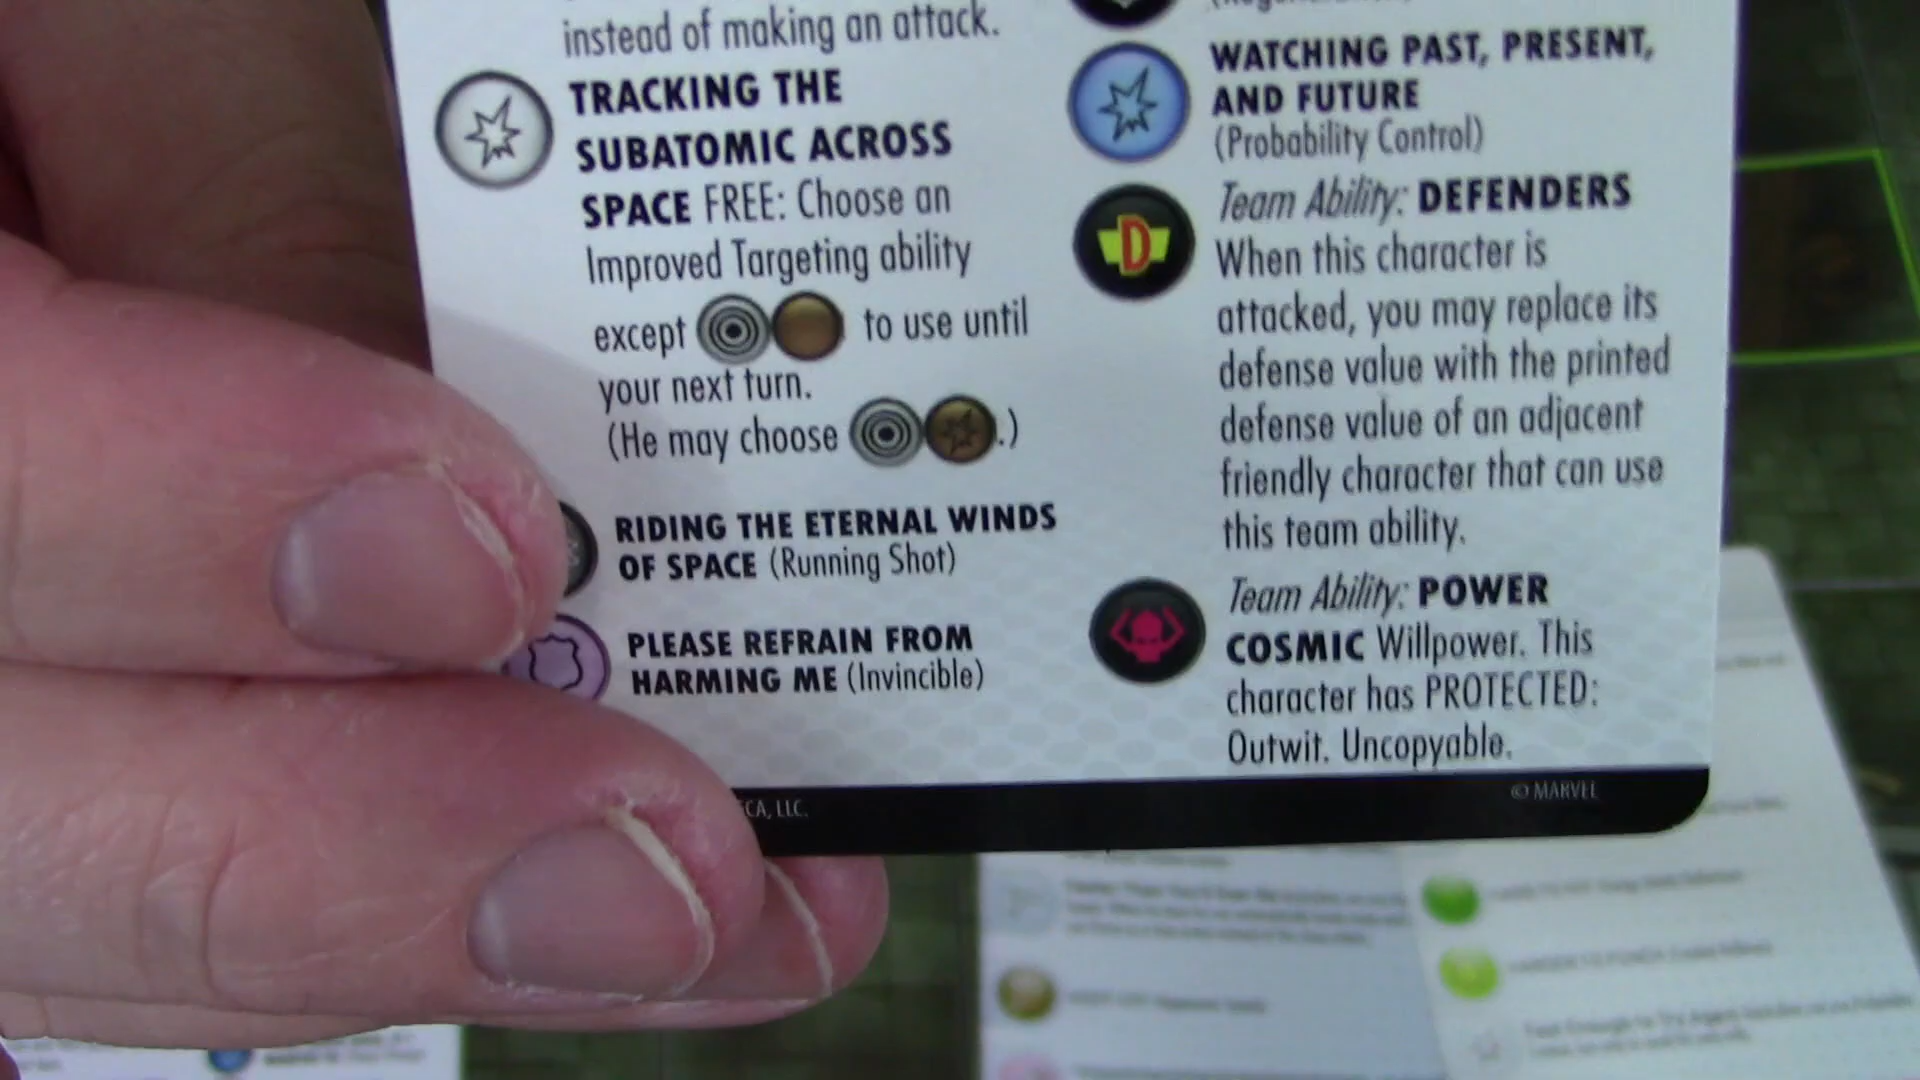 instead of making an attack.
TRACKING THE
SUBATOMIC ACROSS
SPACE FREE: Choose an
Improved Targeting ability
except to use until
your next turn.
(He may choose .)
RIDING THE ETERNAL WINDS
OF SPACE (Running Shot)
PLEASE REFRAIN FROM
HARMING ME (Invincible)
CA, LLC.
WATCHING PAST, PRESENT,
AND FUTURE
(Probability Control)
D
Team Ability: DEFENDERS
When this character is
attacked, you may replace its
defense value with the printed
defense value of an adjacent
friendly character that can use
this team ability.
Team Ability: POWER
COSMIC Willpower. This
character has PROTECTED:
Outwit. Uncopyable.
© MARVEL